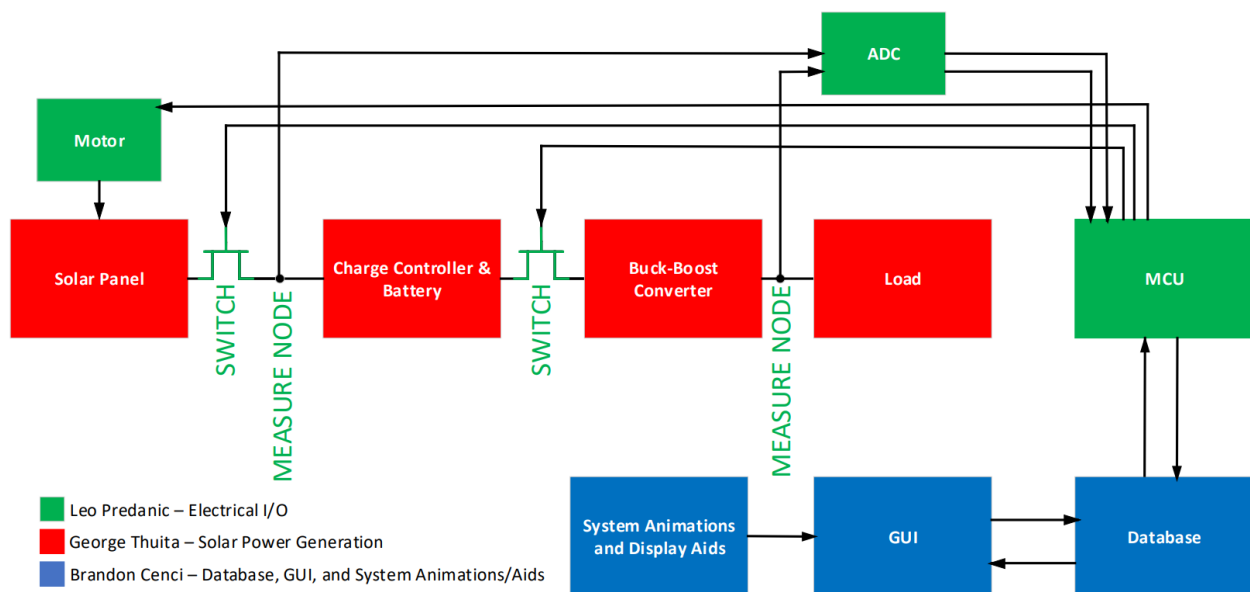 ADC
Motor
Solar Panel
SWITCH
MEASURE NODE
Charge Controller &
Battery
SWITCH
Buck-Boost
Converter
MEASURE NODE
Load
MCU
Leo Predanic – Electrical I/O
George Thuita – Solar Power Generation
Brandon Cenci – Database, GUI, and System Animations/Aids
System Animations
and Display Aids
GUI
Database